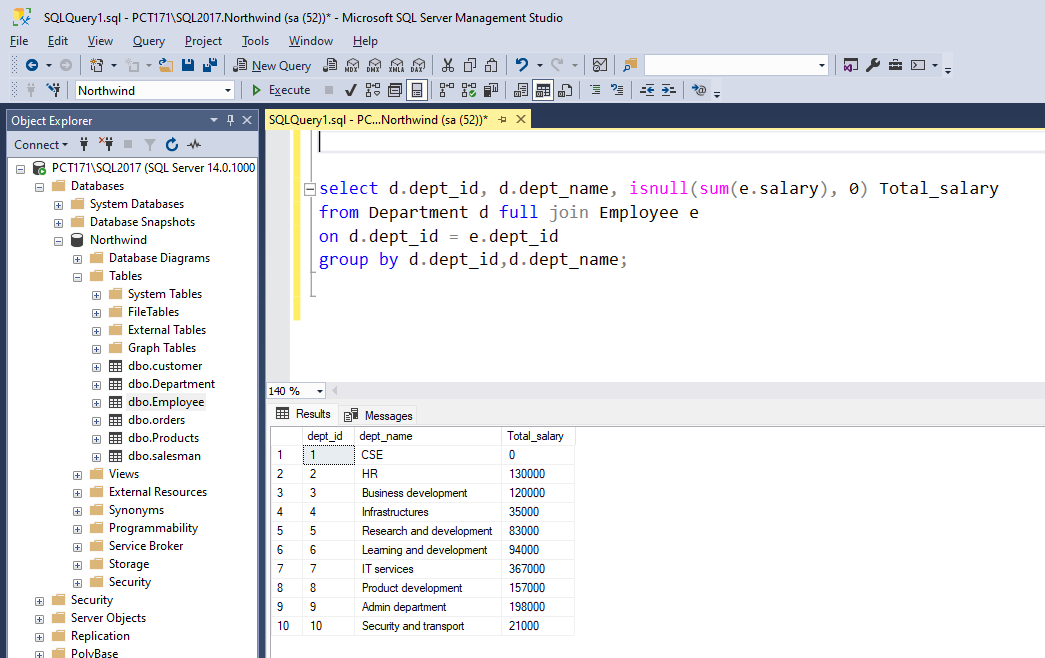 SQLQuery1.sql - PCT171\SQL2017.Northwind (sa (52))* - Microsoft SQL Server Management Studio
File Edit View Query Project Tools Window Help
New Query MDX DMX XMLA DAX
Northwind Execute
Object Explorer
SQLQuery1.sql - PC...Northwind (sa (52))*
Connect
PCT171\SQL2017 (SQL Server 14.0.1000
Databases
System Databases
Database Snapshots
Northwind
Database Diagrams
Tables
System Tables
FileTables
External Tables
Graph Tables
dbo.customer
dbo.Department
dbo.Employee
dbo.orders
dbo.Products
dbo.salesman
Views
External Resources
Synonyms
Programmability
Service Broker
Storage
Security
Security
Server Objects
Replication
PolyBase
select d.dept_id, d.dept_name, isnull(sum(e.salary), 0) Total_salary
from Department d full join Employee e
on d.dept_id = e.dept_id
group by d.dept_id,d.dept_name;
140 %
Results Messages
dept_id dept_name Total_salary
1 1 CSE 0
2 2 HR 130000
3 3 Business development 120000
4 4 Infrastructures 35000
5 5 Research and development 83000
6 6 Learning and development 94000
7 7 IT services 367000
8 8 Product development 157000
9 9 Admin department 198000
10 10 Security and transport 21000